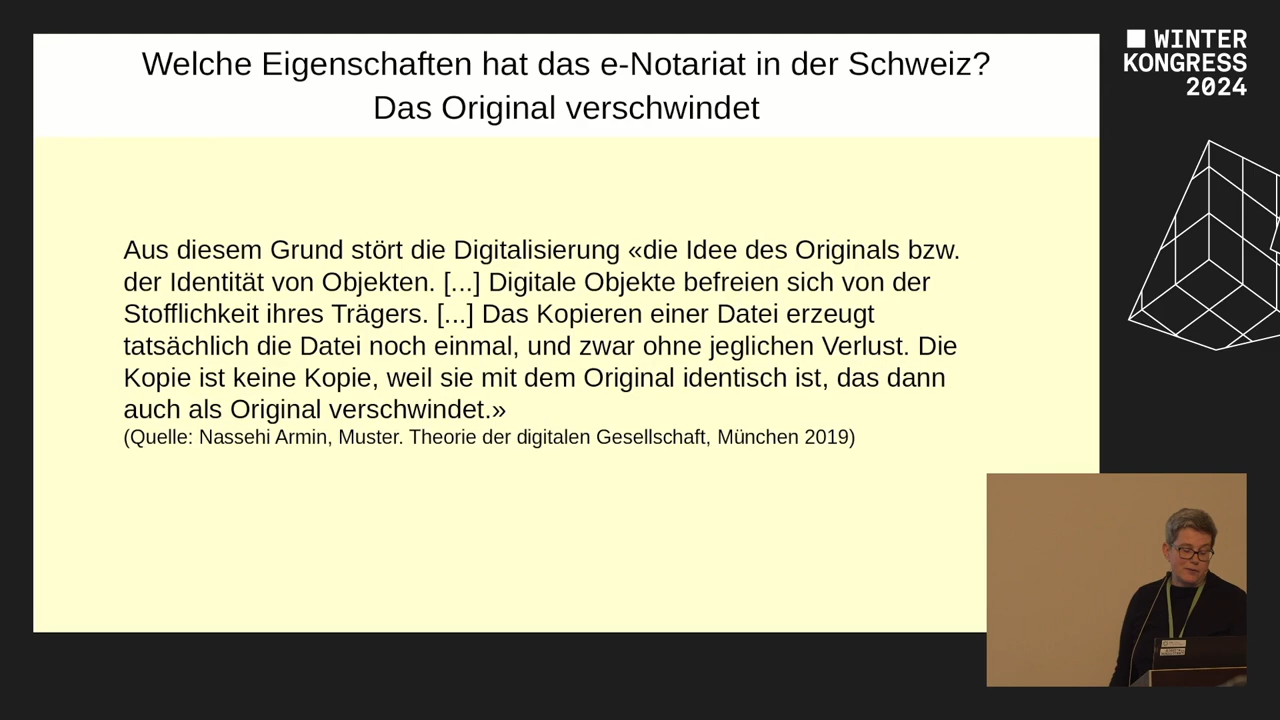 Welche Eigenschaften hat das e-Notariat in der Schweiz?
Das Original verschwindet
WINTER
KONGRESS
2024
Aus diesem Grund stört die Digitalisierung «die Idee des Originals bzw.
der Identität von Objekten. [...] Digitale Objekte befreien sich von der
Stofflichkeit ihres Trägers. [...] Das Kopieren einer Datei erzeugt
tatsächlich die Datei noch einmal, und zwar ohne jeglichen Verlust. Die
Kopie ist keine Kopie, weil sie mit dem Original identisch ist, das dann
auch als Original verschwindet.»
(Quelle: Nassehi Armin, Muster. Theorie der digitalen Gesellschaft, München 2019)